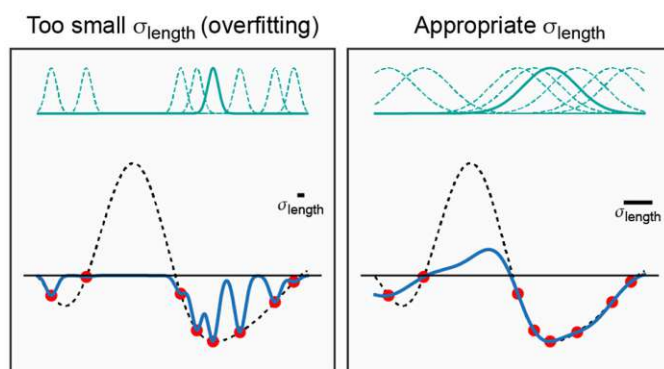 Too small σlength (overfitting)
Appropriate σlength
σlength
σlength